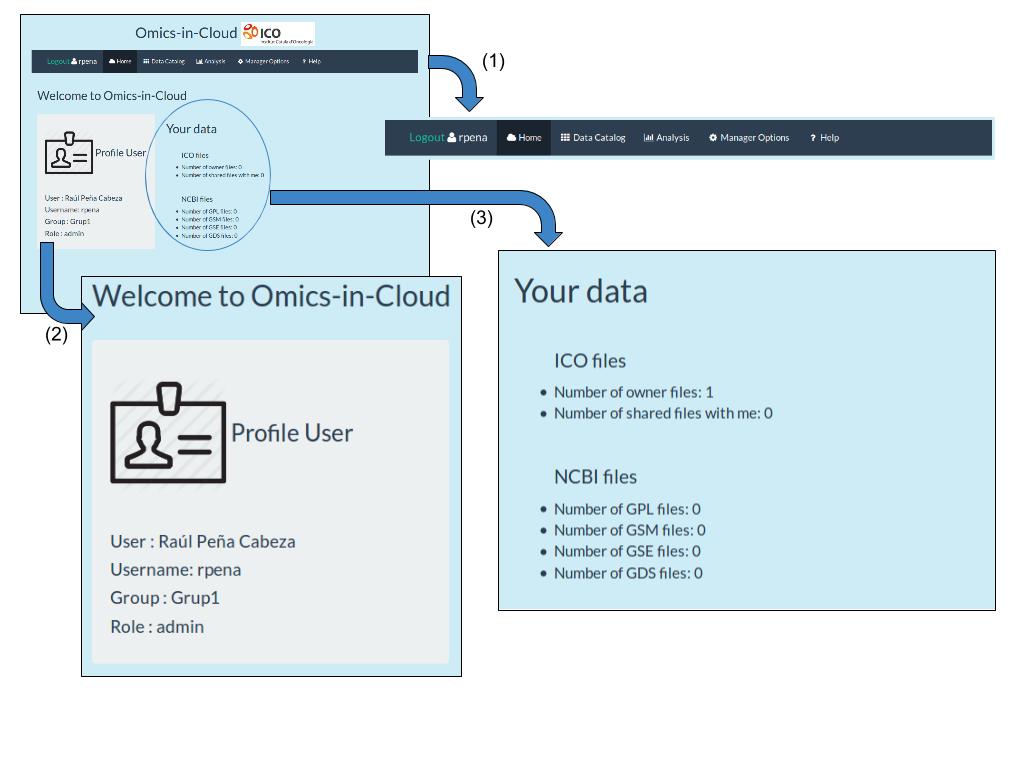 Omics-in-Cloud ICO
Institut Català d'Oncologia
Logout rpena Home Data Catalog Analysis Manager Options ? Help
Welcome to Omics-in-Cloud
Profile User
User : Raúl Peña Cabeza
Username: rpena
Group : Grup1
Role : admin
Your data
ICO files
• Number of owner files: 0
• Number of shared files with me: 0
NCBI files
• Number of GPL files: 0
• Number of GSM files: 0
• Number of GSE files: 0
• Number of GDS files: 0
(1)
Logout rpena Home Data Catalog Analysis Manager Options ? Help
(2)
Welcome to Omics-in-Cloud
Profile User
User : Raúl Peña Cabeza
Username: rpena
Group : Grup1
Role : admin
(3)
Your data
ICO files
• Number of owner files: 1
• Number of shared files with me: 0
NCBI files
• Number of GPL files: 0
• Number of GSM files: 0
• Number of GSE files: 0
• Number of GDS files: 0